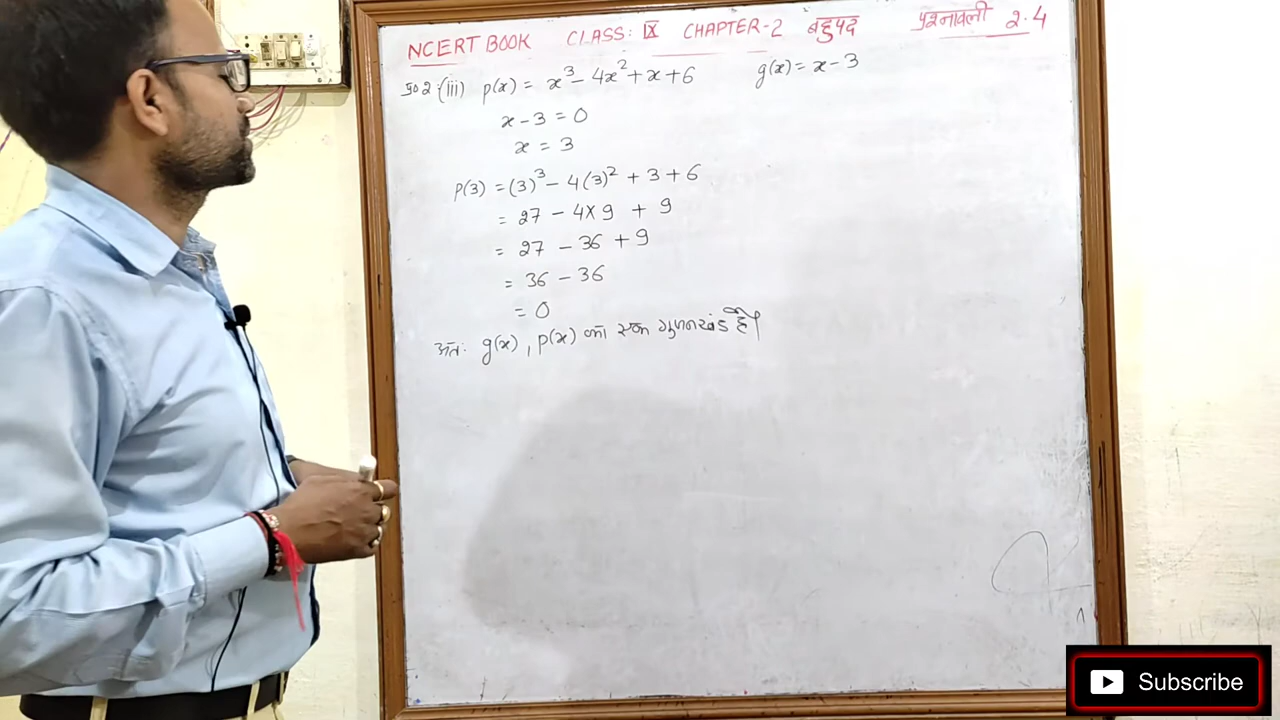 NCERT BOOK CLASS: IX CHAPTER-2 बहुपद प्रश्नावली 2.4
प्र० 2.(iii) p(x) = x³ - 4x² + x + 6 g(x) = x - 3
x - 3 = 0
x = 3
p(3) = (3)³ - 4(3)² + 3 + 6
= 27 - 4×9 + 9
= 27 - 36 + 9
= 36 - 36
= 0
अतः g(x), p(x) का एक गुणनखंड है।
Subscribe